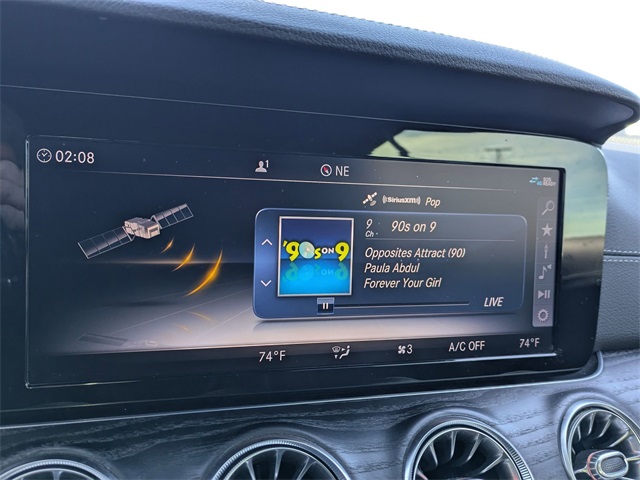 02:08
1
NE
((SiriusXM)) Pop
'90s ON 9
9
Ch
90s on 9
Opposites Attract (90)
Paula Abdul
Forever Your Girl
LIVE
74°F
3
A/C OFF
74°F